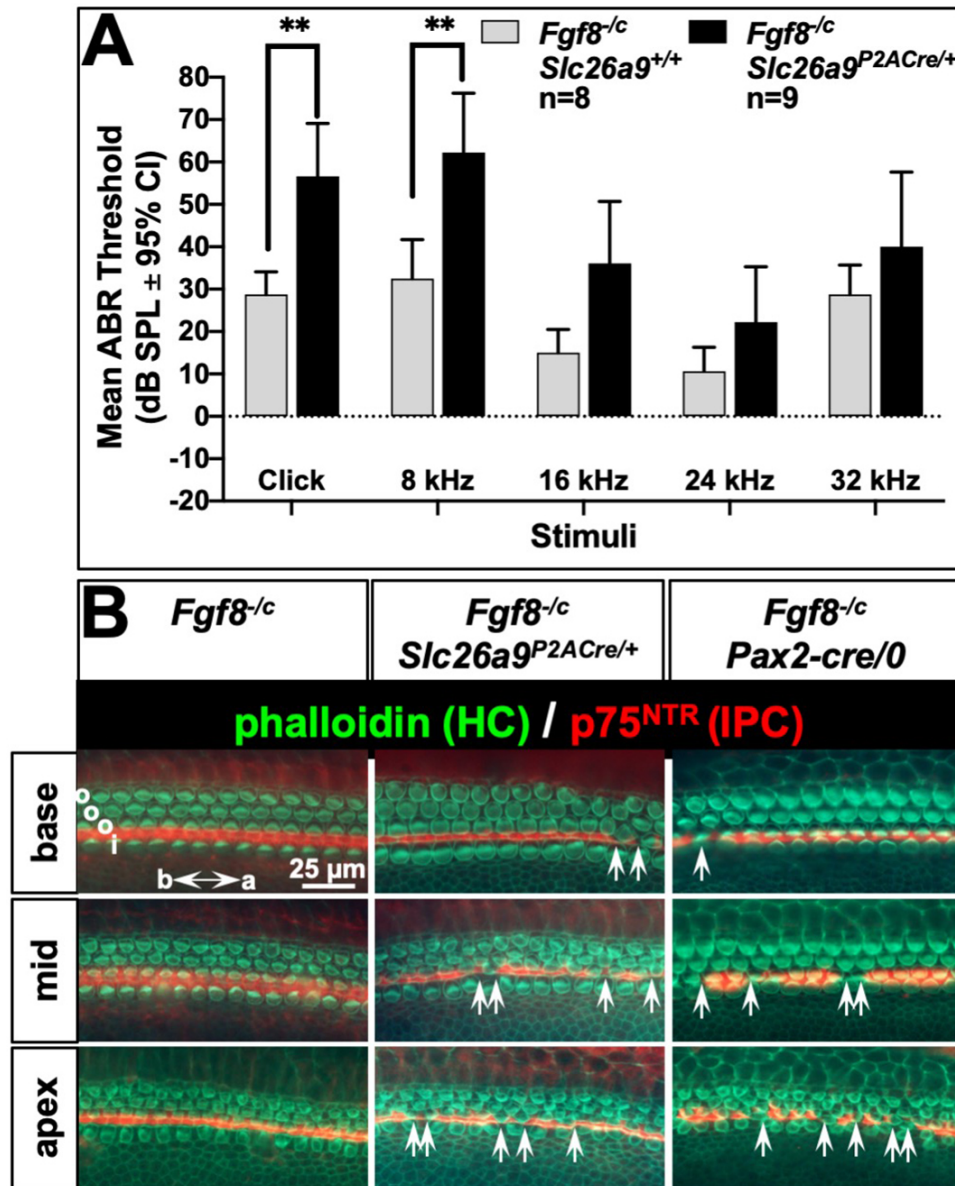 A
** **
Fgf8-/c Fgf8-/c
Slc26a9+/+ Slc26a9P2ACre/+
n=8 n=9
Mean ABR Threshold
(dB SPL ± 95% CI)
80
70
60
50
40
30
20
10
0
-10
-20
Click 8 kHz 16 kHz 24 kHz 32 kHz
Stimuli
B
Fgf8-/c Fgf8-/c Fgf8-/c
Slc26a9P2ACre/+ Pax2-cre/0
phalloidin (HC) / p75NTR (IPC)
base
o
o
o
i
b a 25 µm
mid
apex